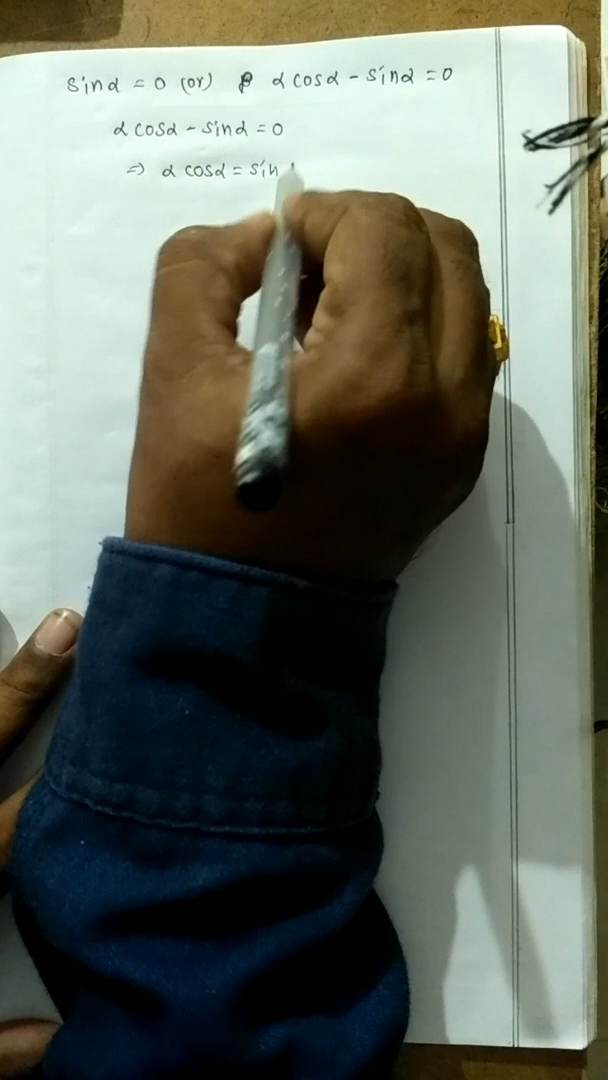 sinα = 0 (or) α cosα - sinα = 0
α cosα - sinα = 0
⇒ α cosα = sin